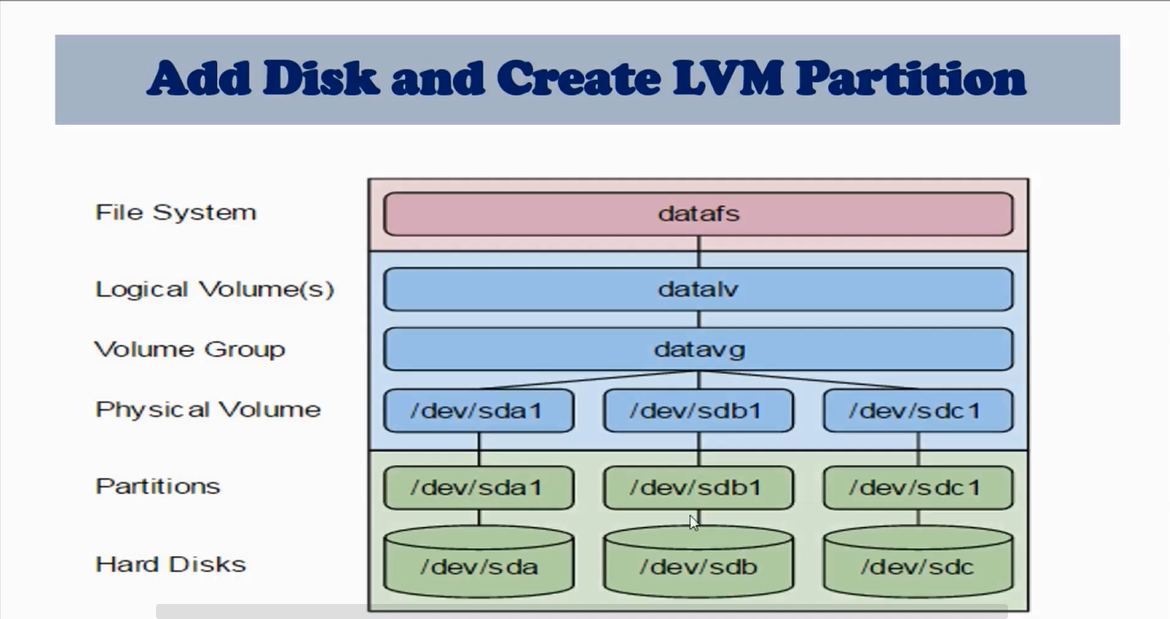 Add Disk and Create LVM Partition
File System
datafs
Logical Volume(s)
datalv
Volume Group
datavg
Physical Volume
/dev/sda1
/dev/sdb1
/dev/sdc1
Partitions
/dev/sda1
/dev/sdb1
/dev/sdc1
Hard Disks
/dev/sda
/dev/sdb
/dev/sdc